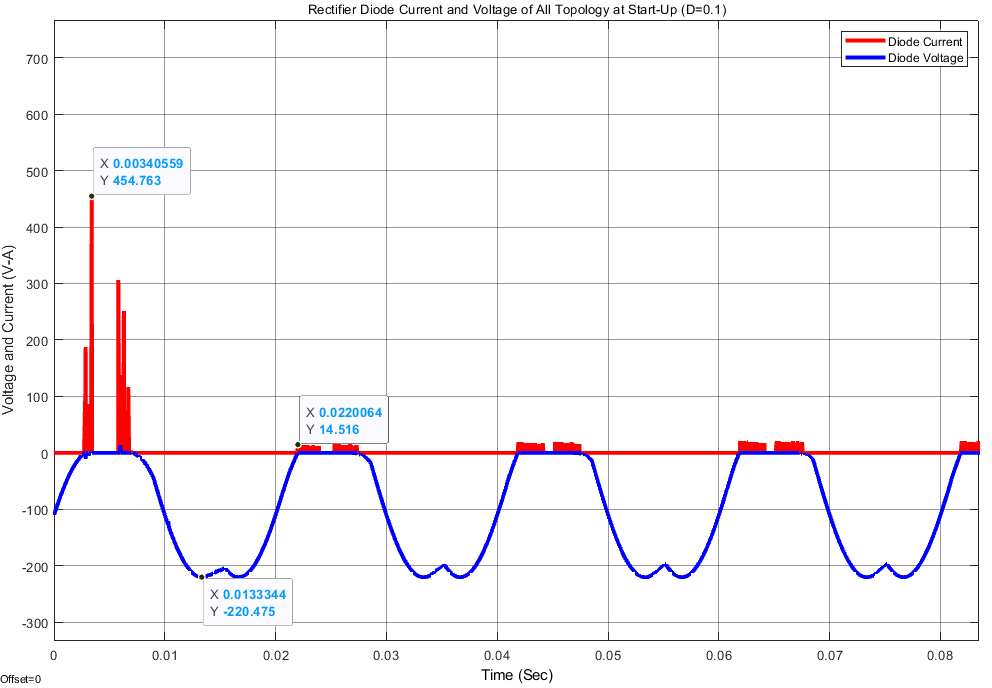 Rectifier Diode Current and Voltage of All Topology at Start-Up (D=0.1)
Diode Current
Diode Voltage
Voltage and Current (V-A)
700
600
500
400
300
200
100
0
-100
-200
-300
X 0.00340559
Y 454.763
X 0.0220064
Y 14.516
X 0.0133344
Y -220.475
0
0.01
0.02
0.03
0.04
0.05
0.06
0.07
0.08
Time (Sec)
Offset=0